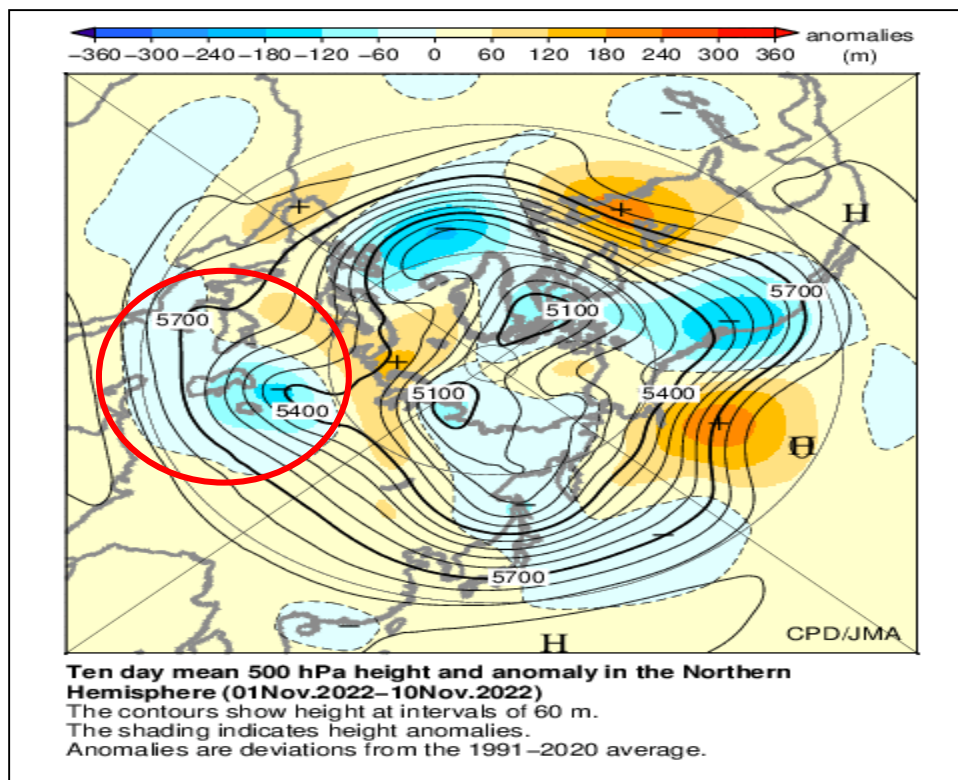 −360 −300 −240 −180 −120 −60 0 60 120 180 240 300 360 anomalies
(m)
H
5700
5100
5700
5100
5400
5400
H
5700
H
CPD/JMA
Ten day mean 500 hPa height and anomaly in the Northern
Hemisphere (01Nov.2022−10Nov.2022)
The contours show height at intervals of 60 m.
The shading indicates height anomalies.
Anomalies are deviations from the 1991−2020 average.